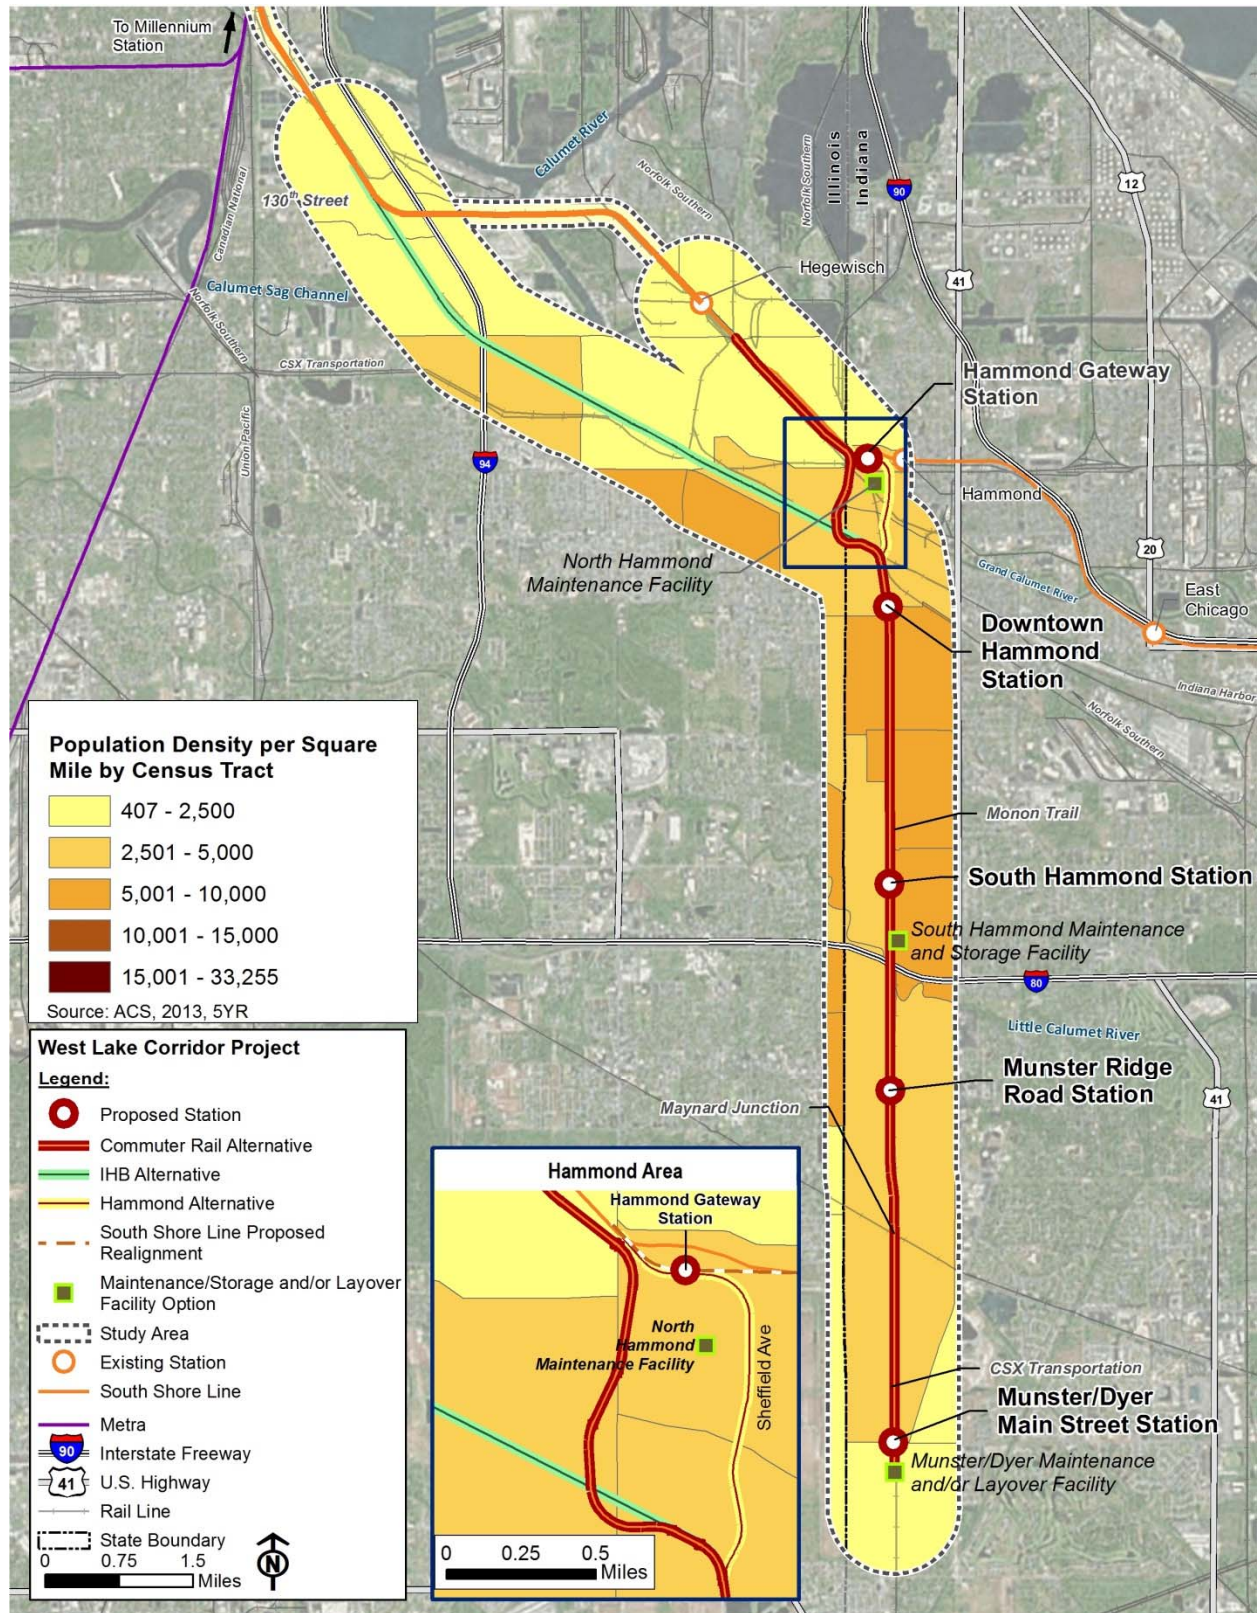 To Millennium
Station
Calumet River
Norfolk Southern
Norfolk Southern
Illinois
Indiana
90
12
130th Street
Canadian National
Hegewisch
41
Calumet Sag Channel
Norfolk Southern
CSX Transportation
Hammond Gateway
Station
Union Pacific
94
Hammond
20
North Hammond
Maintenance Facility
Grand Calumet River
East
Chicago
Downtown
Hammond
Station
Indiana Harbor
Norfolk Southern
Monon Trail
South Hammond Station
South Hammond Maintenance
and Storage Facility
80
Little Calumet River
Munster Ridge
Road Station
41
Maynard Junction
CSX Transportation
Munster/Dyer
Main Street Station
Munster/Dyer Maintenance
and/or Layover Facility
Population Density per Square
Mile by Census Tract
407 - 2,500
2,501 - 5,000
5,001 - 10,000
10,001 - 15,000
15,001 - 33,255
Source: ACS, 2013, 5YR
West Lake Corridor Project
Legend:
Proposed Station
Commuter Rail Alternative
IHB Alternative
Hammond Alternative
South Shore Line Proposed
Realignment
Maintenance/Storage and/or Layover
Facility Option
Study Area
Existing Station
South Shore Line
Metra
90 Interstate Freeway
41 U.S. Highway
Rail Line
State Boundary
0 0.75 1.5
Miles
N
Hammond Area
Hammond Gateway
Station
North
Hammond
Maintenance Facility
Sheffield Ave
0 0.25 0.5
Miles